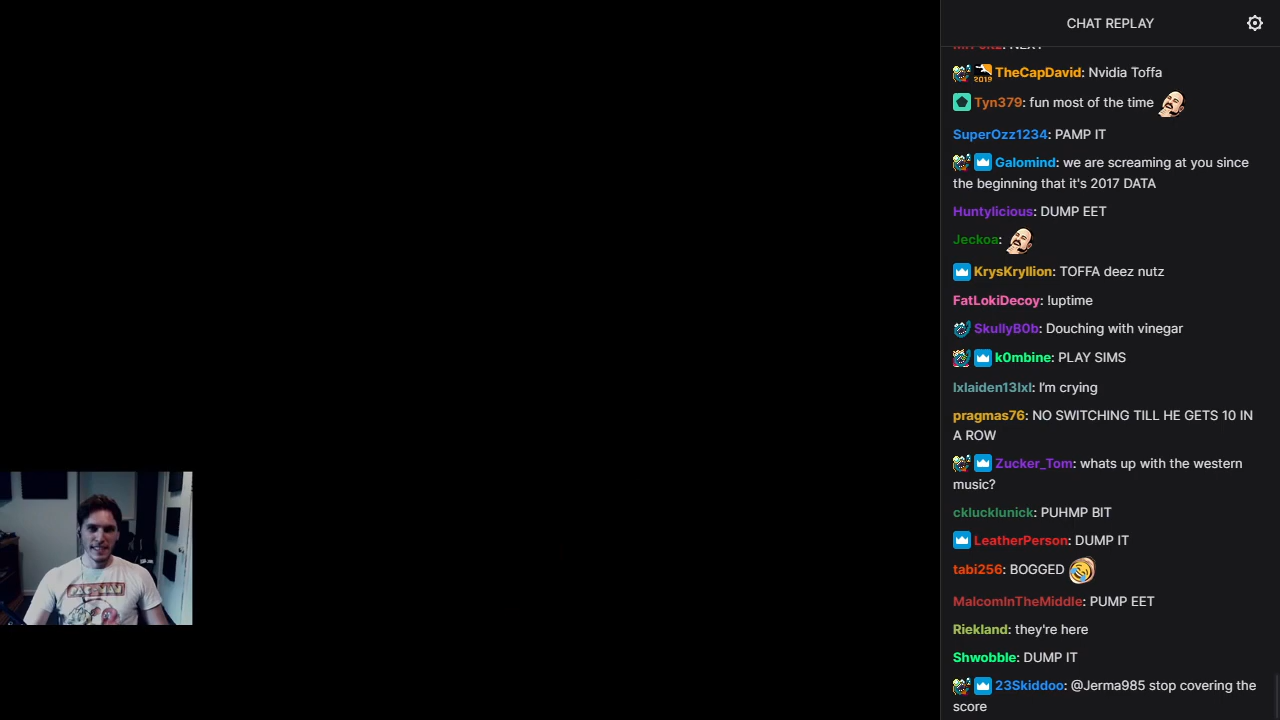 CHAT REPLAY
TheCapDavid: Nvidia Toffa
Tyn379: fun most of the time
SuperOzz1234: PAMP IT
Galomind: we are screaming at you since
the beginning that it's 2017 DATA
Huntylicious: DUMP EET
Jeckoa:
KrysKryllion: TOFFA deez nutz
FatLokiDecoy: !uptime
SkullyB0b: Douching with vinegar
k0mbine: PLAY SIMS
lxlaiden13lxl: I'm crying
pragmas76: NO SWITCHING TILL HE GETS 10 IN
A ROW
Zucker_Tom: whats up with the western
music?
cklucklunick: PUHMP BIT
LeatherPerson: DUMP IT
tabi256: BOGGED
MalcomInTheMiddle: PUMP EET
Riekland: they're here
Shwobble: DUMP IT
23Skiddoo: @Jerma985 stop covering the
score